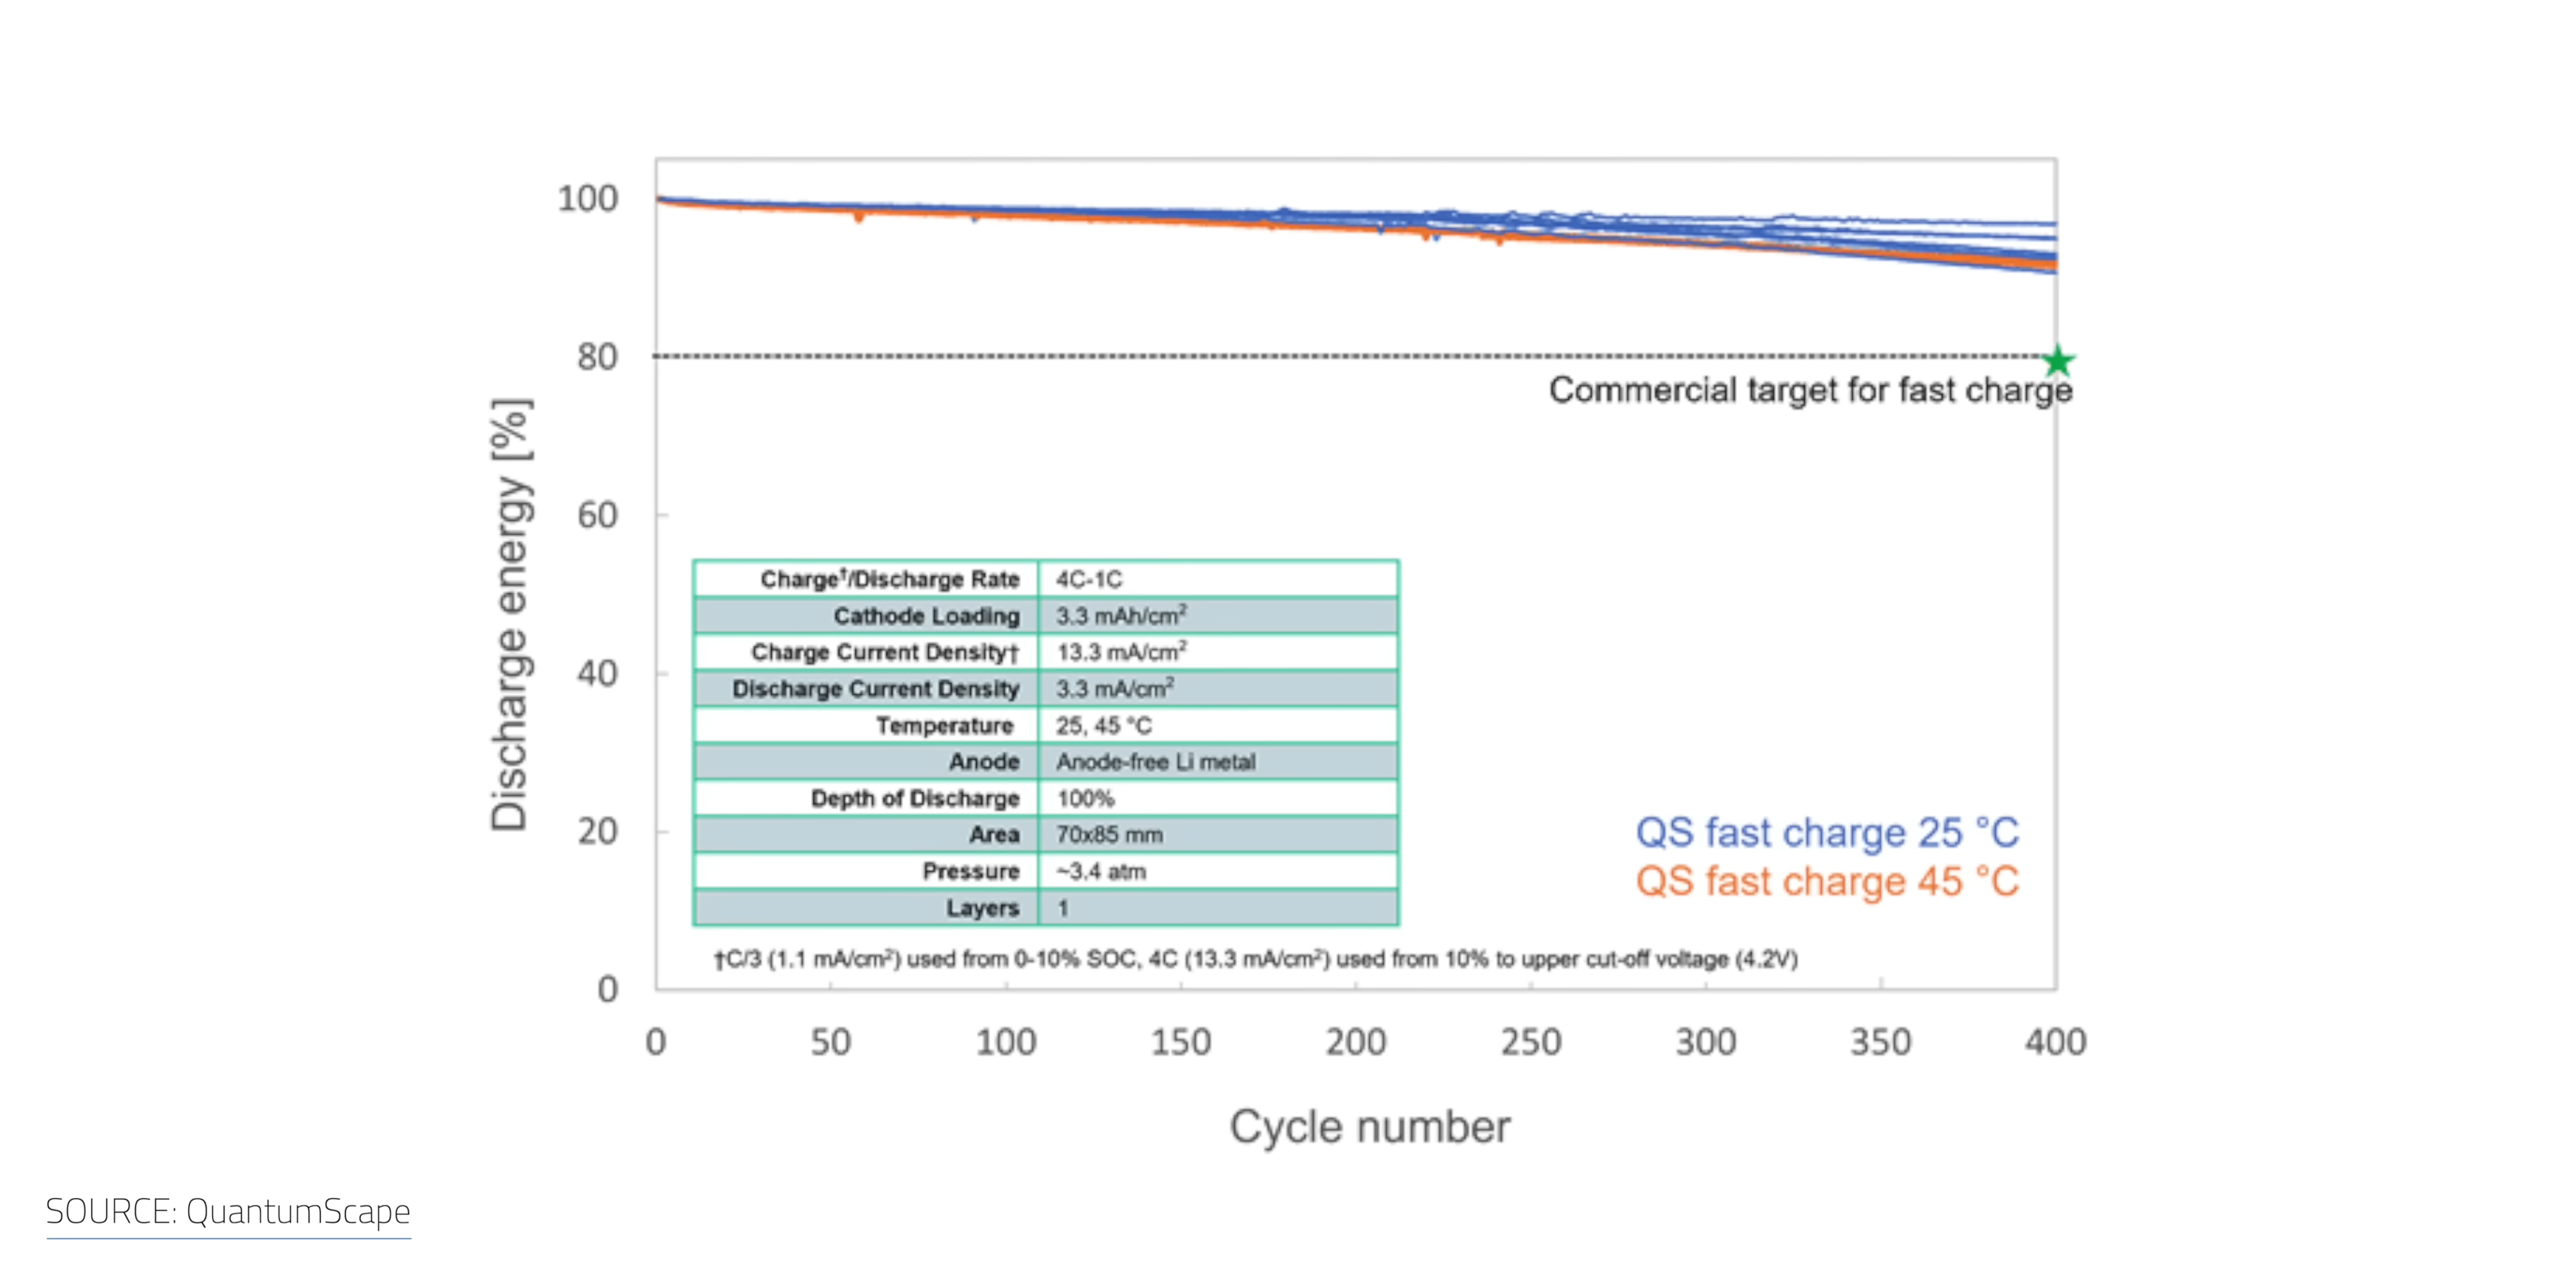 100
80
Commercial target for fast charge
60
40
20
0
Discharge energy [%]
Charge†/Discharge Rate 4C-1C
Cathode Loading 3.3 mAh/cm²
Charge Current Density† 13.3 mA/cm²
Discharge Current Density 3.3 mA/cm²
Temperature 25, 45 °C
Anode Anode-free Li metal
Depth of Discharge 100%
Area 70x85 mm
Pressure ~3.4 atm
Layers 1
†C/3 (1.1 mA/cm²) used from 0-10% SOC, 4C (13.3 mA/cm²) used from 10% to upper cut-off voltage (4.2V)
QS fast charge 25 °C
QS fast charge 45 °C
0 50 100 150 200 250 300 350 400
Cycle number
SOURCE: QuantumScape